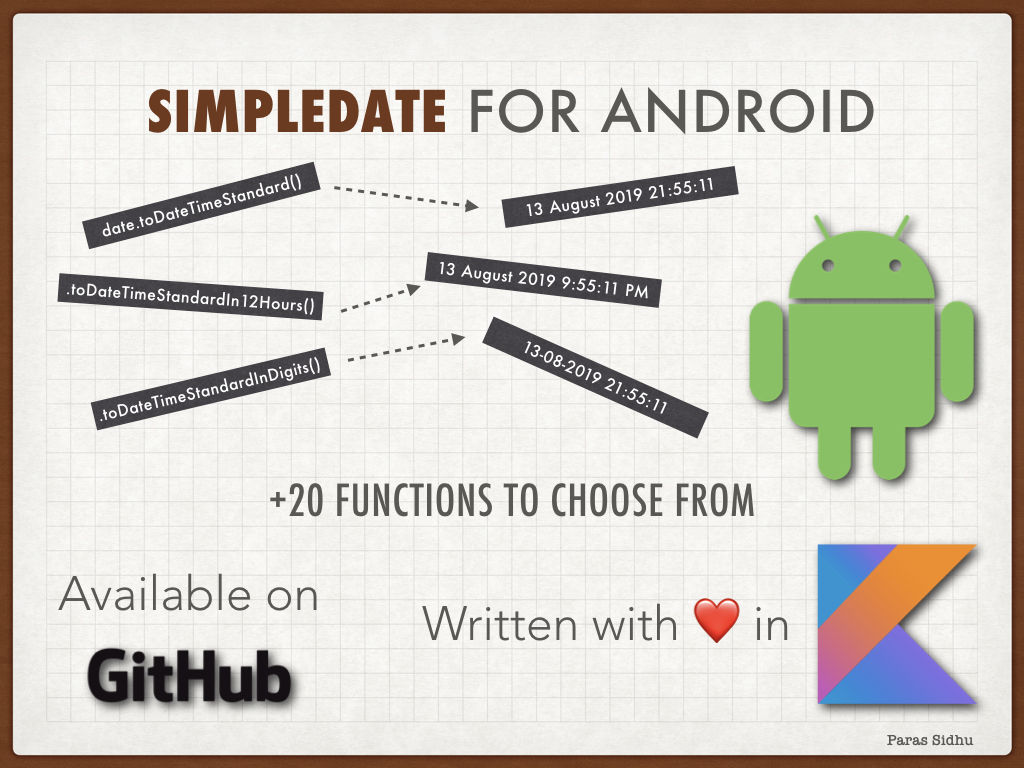 SIMPLEDATE FOR ANDROID
date.toDateTimeStandard()
13 August 2019 21:55:11
.toDateTimeStandardIn12Hours()
13 August 2019 9:55:11 PM
.toDateTimeStandardInDigits()
13-08-2019 21:55:11
+20 FUNCTIONS TO CHOOSE FROM
Available on
GitHub
Written with ❤️ in
Paras Sidhu